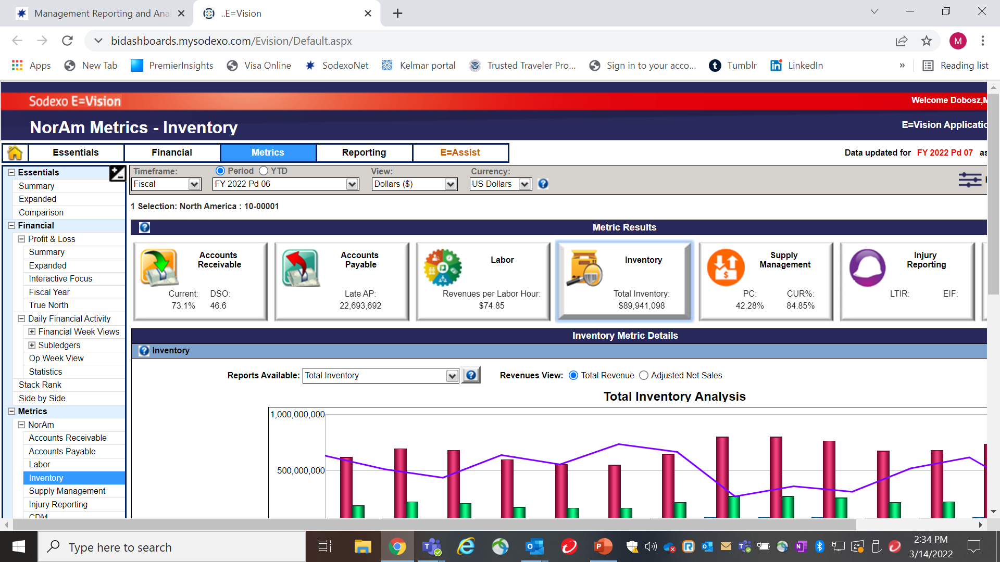 Management Reporting and Ana
..E=Vision
bidashboards.mysodexo.com/Evision/Default.aspx
M
Apps
New Tab
PremierInsights
Visa Online
SodexoNet
Kelmar portal
Trusted Traveler Pro...
Sign in to your acco...
Tumblr
LinkedIn
»
Reading list
Sodexo E=Vision
Welcome Dobosz,M
NorAm Metrics - Inventory
E=Vision Applicatio
Essentials
Financial
Metrics
Reporting
E=Assist
Data updated for FY 2022 Pd 07 as
Essentials
Summary
Expanded
Comparison
Financial
Profit & Loss
Summary
Expanded
Interactive Focus
Fiscal Year
True North
Daily Financial Activity
Financial Week Views
Subledgers
Op Week View
Statistics
Stack Rank
Side by Side
Metrics
NorAm
Accounts Receivable
Accounts Payable
Labor
Inventory
Supply Management
Injury Reporting
CDM
Timeframe:
Period
YTD
View:
Currency:
Fiscal
FY 2022 Pd 06
Dollars ($)
US Dollars
1 Selection: North America : 10-00001
Metric Results
Accounts
Receivable
Current:
DSO:
73.1%
46.6
Accounts
Payable
Late AP:
22,693,692
Labor
Revenues per Labor Hour:
$74.85
Inventory
Total Inventory:
$89,941,098
Supply
Management
PC:
CUR%:
42.28%
84.85%
Injury
Reporting
LTIR:
EIF:
Inventory Metric Details
Inventory
Reports Available:
Total Inventory
Revenues View:
Total Revenue
Adjusted Net Sales
Total Inventory Analysis
1,000,000,000
500,000,000
Type here to search
2:34 PM
3/14/2022